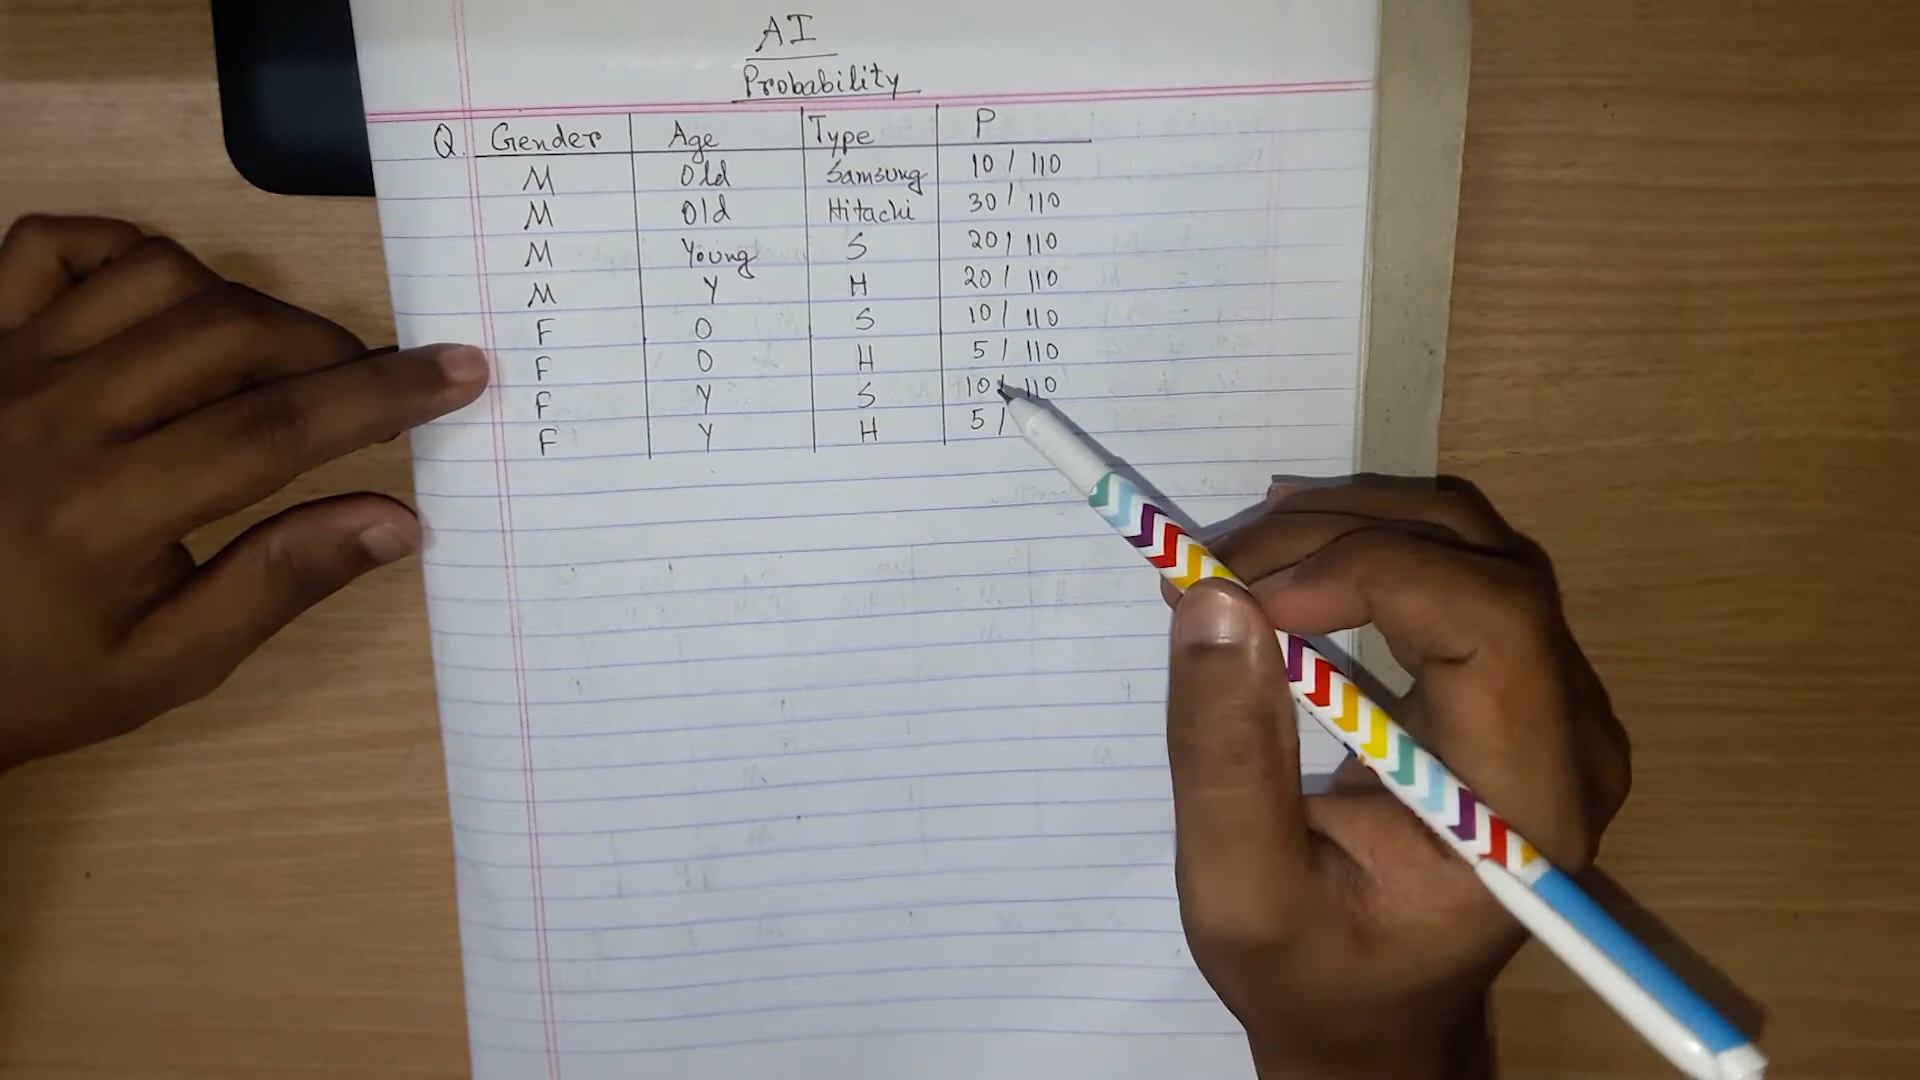 AI
Probability
Q. Gender Age Type P
M Old Samsung 10 / 110
M Old Hitachi 30 / 110
M Young S 20 / 110
M Y H 20 / 110
F O S 10 / 110
F O H 5 / 110
F Y S 10 / 110
F Y H 5 /